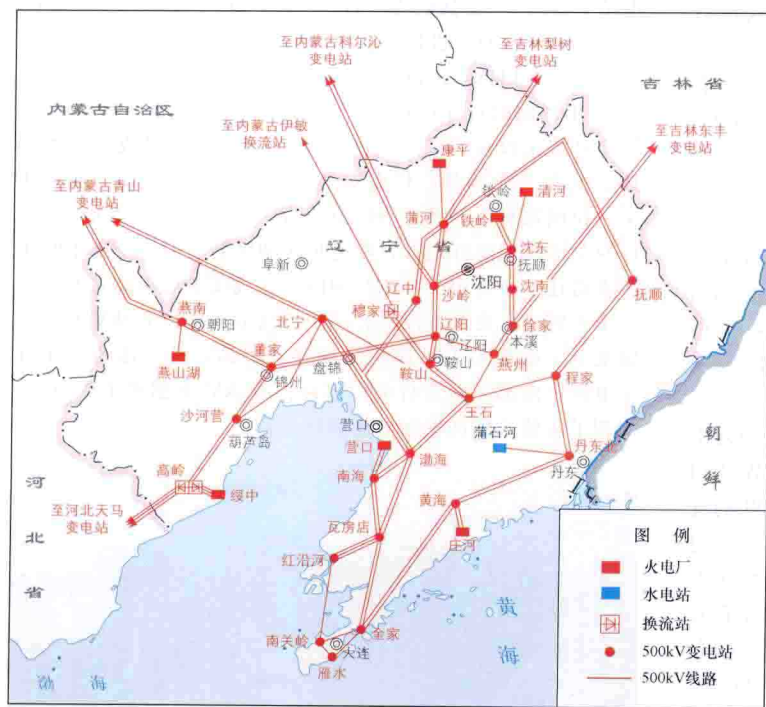 至内蒙古科尔沁
变电站
至吉林梨树
变电站
吉林省
内蒙古自治区
至内蒙古伊敏
换流站
至吉林东丰
变电站
康平
至内蒙古青山
变电站
铁岭
清河
蒲河
铁岭
辽宁省
沈东
阜新
抚顺
沈阳
辽中
沙岭
沈南
抚顺
穆家
燕南
朝阳
北宁
辽阳
徐家
辽阳
本溪
董家
盘锦
鞍山
鞍山
燕州
燕山湖
锦州
程家
王石
沙河营
葫芦岛
营口
蒲石河
朝鲜
营口
渤海
丹东北
丹东
高岭
绥中
南海
黄海
至河北天马
变电站
河北省
瓦房店
庄河
红沿河
黄海
南关岭
金家
大连
雁水
渤海
图例
火电厂
水电站
换流站
500kV变电站
500kV线路